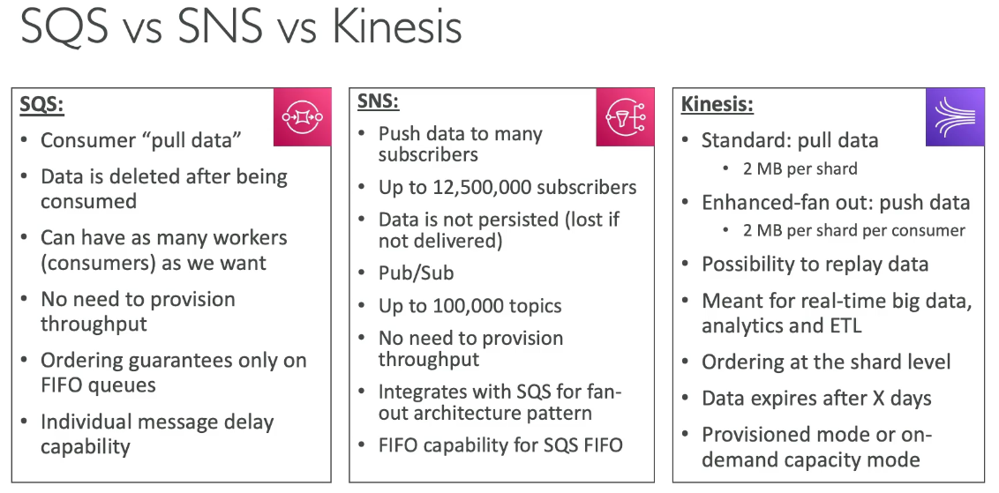 SQS vs SNS vs Kinesis
SQS:
• Consumer “pull data”
• Data is deleted after being
consumed
• Can have as many workers
(consumers) as we want
• No need to provision
throughput
• Ordering guarantees only on
FIFO queues
• Individual message delay
capability
SNS:
• Push data to many
subscribers
• Up to 12,500,000 subscribers
• Data is not persisted (lost if
not delivered)
• Pub/Sub
• Up to 100,000 topics
• No need to provision
throughput
• Integrates with SQS for fan-
out architecture pattern
• FIFO capability for SQS FIFO
Kinesis:
• Standard: pull data
• 2 MB per shard
• Enhanced-fan out: push data
• 2 MB per shard per consumer
• Possibility to replay data
• Meant for real-time big data,
analytics and ETL
• Ordering at the shard level
• Data expires after X days
• Provisioned mode or on-
demand capacity mode